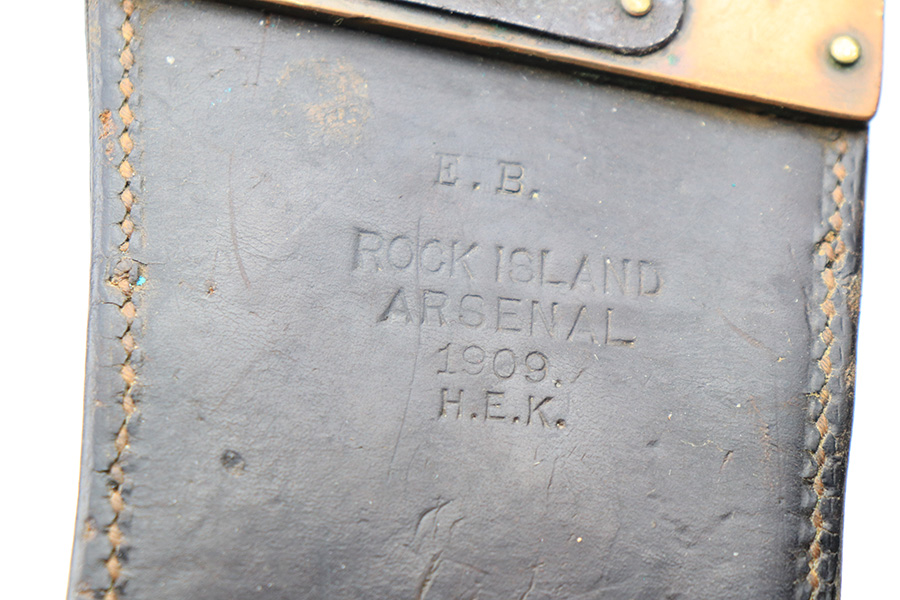 E.B.
ROCK ISLAND
ARSENAL
1909.
H.E.K.